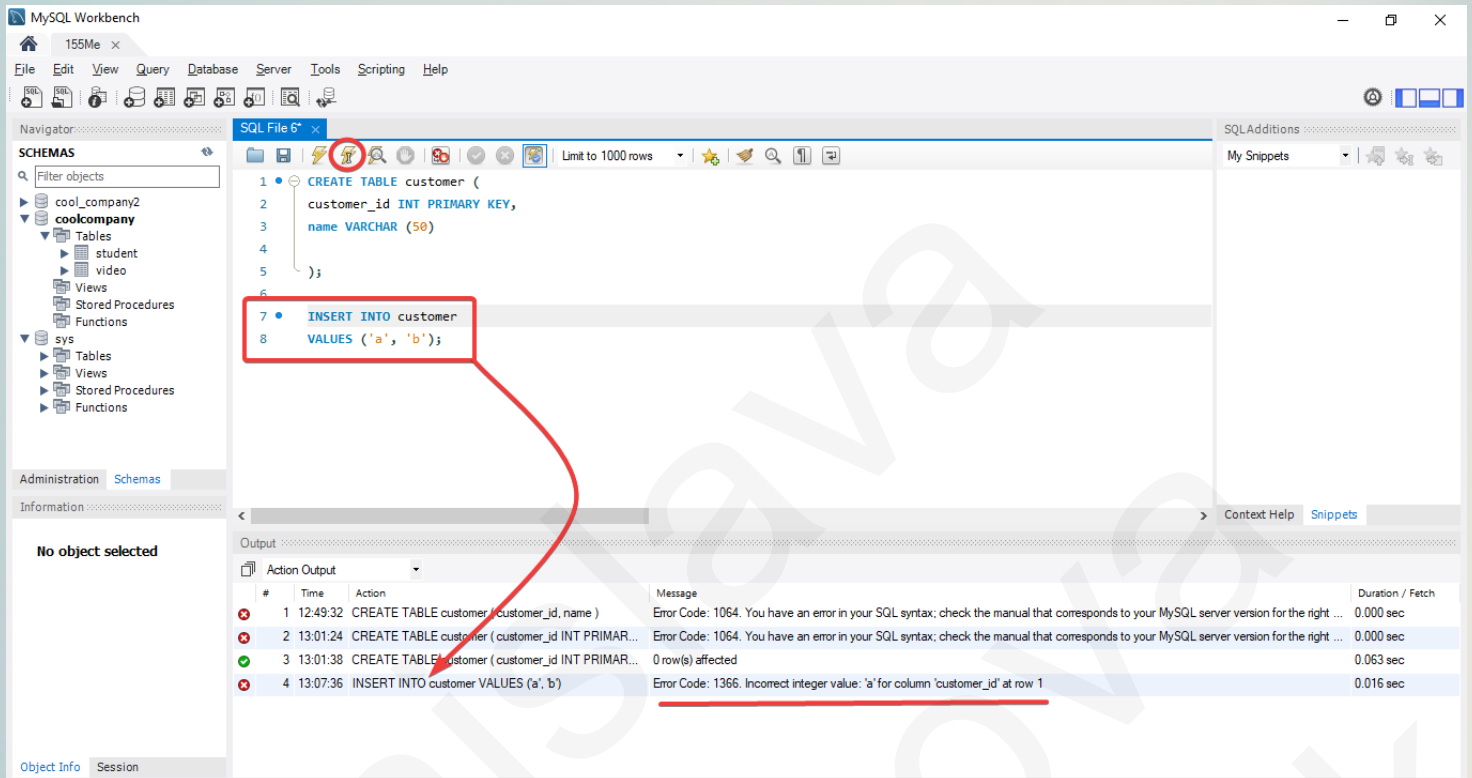 MySQL Workbench
155Me
File Edit View Query Database Server Tools Scripting Help
Navigator
SCHEMAS
Filter objects
cool_company2
coolcompany
Tables
student
video
Views
Stored Procedures
Functions
sys
Tables
Views
Stored Procedures
Functions
Administration Schemas
Information
No object selected
Object Info Session
SQL File 6*
Limit to 1000 rows
1 CREATE TABLE customer (
2 customer_id INT PRIMARY KEY,
3 name VARCHAR (50)
4
5 );
6
7 INSERT INTO customer
8 VALUES ('a', 'b');
SQLAdditions
My Snippets
Context Help Snippets
Output
Action Output
# Time Action Message Duration / Fetch
1 12:49:32 CREATE TABLE customer ( customer_id, name ) Error Code: 1064. You have an error in your SQL syntax; check the manual that corresponds to your MySQL server version for the right ... 0.000 sec
2 13:01:24 CREATE TABLE customer ( customer_id INT PRIMAR... Error Code: 1064. You have an error in your SQL syntax; check the manual that corresponds to your MySQL server version for the right ... 0.000 sec
3 13:01:38 CREATE TABLE customer ( customer_id INT PRIMAR... 0 row(s) affected 0.063 sec
4 13:07:36 INSERT INTO customer VALUES ('a', 'b') Error Code: 1366. Incorrect integer value: 'a' for column 'customer_id' at row 1 0.016 sec